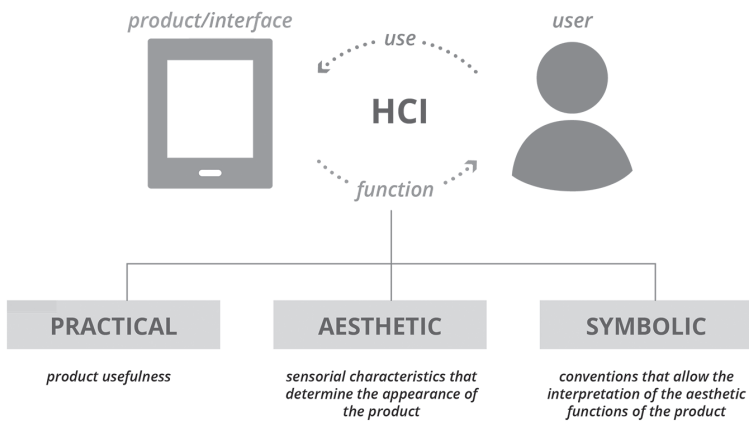 product/interface
user
use
HCI
function
PRACTICAL
AESTHETIC
SYMBOLIC
product usefulness
sensorial characteristics that
determine the appearance of
the product
conventions that allow the
interpretation of the aesthetic
functions of the product